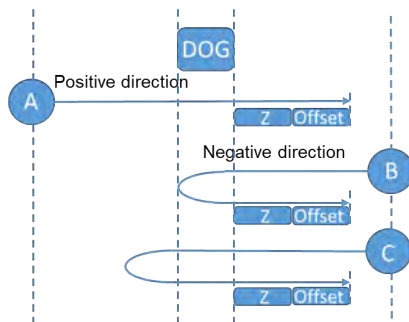 DOG
Positive direction
A
Z Offset
Negative direction
B
Z Offset
C
Z Offset